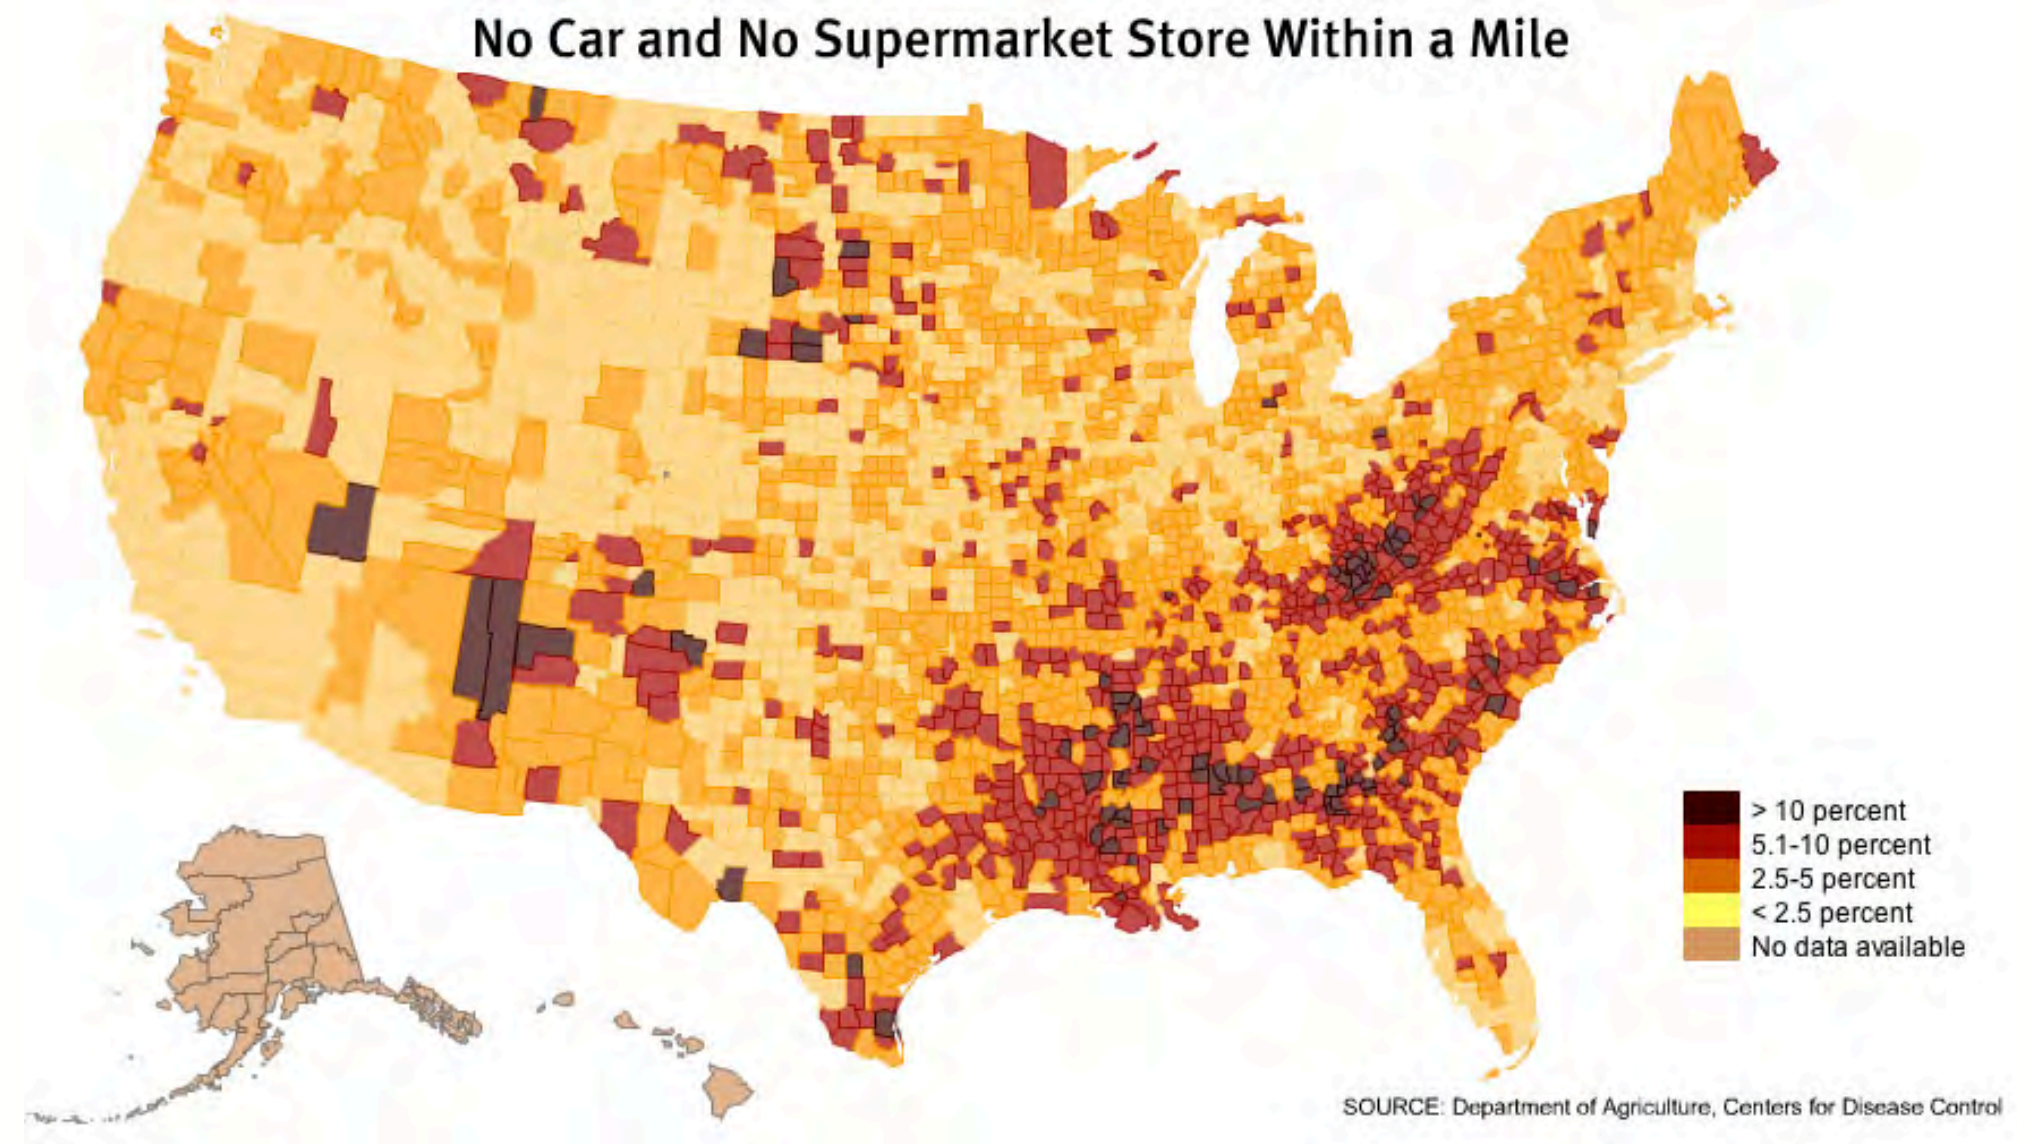 No Car and No Supermarket Store Within a Mile
> 10 percent
5.1-10 percent
2.5-5 percent
< 2.5 percent
No data available
SOURCE: Department of Agriculture, Centers for Disease Control